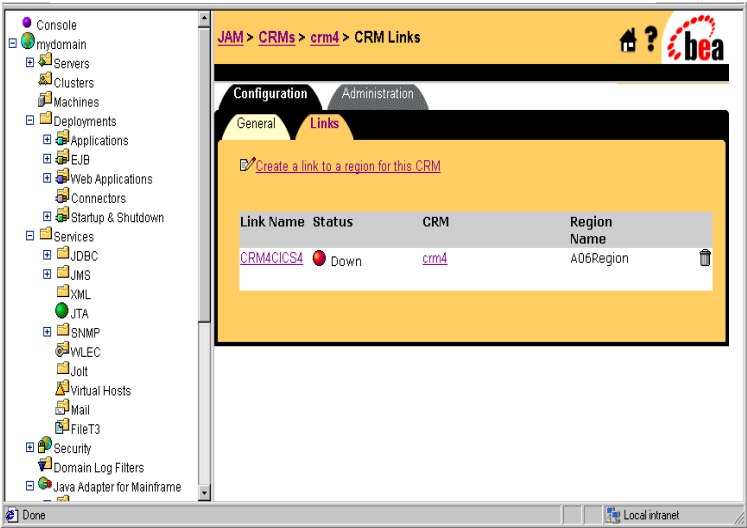 Console
mydomain
Servers
Clusters
Machines
Deployments
Applications
EJB
Web Applications
Connectors
Startup & Shutdown
Services
JDBC
JMS
XML
JTA
SNMP
WLEC
Jolt
Virtual Hosts
Mail
FileT3
Security
Domain Log Filters
Java Adapter for Mainframe
JAM > CRMs > crm4 > CRM Links
? bea
Configuration Administration
General Links
Create a link to a region for this CRM
Link Name Status CRM Region
Name
CRM4CICS4 Down crm4 A06Region
Done Local intranet